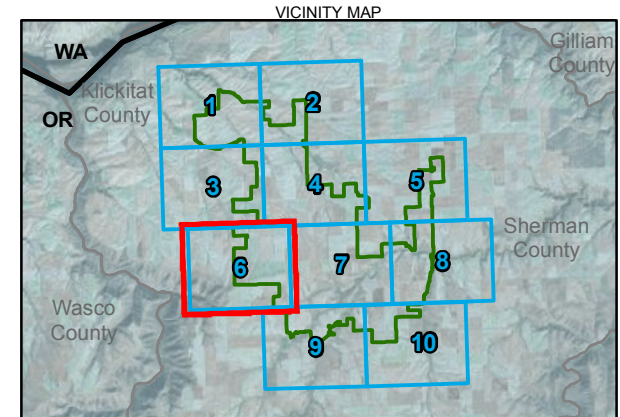 VICINITY MAP
WA
Gilliam
County
Klickitat
County
OR
1
2
3
4
5
Sherman
County
6
7
8
Wasco
County
9
10